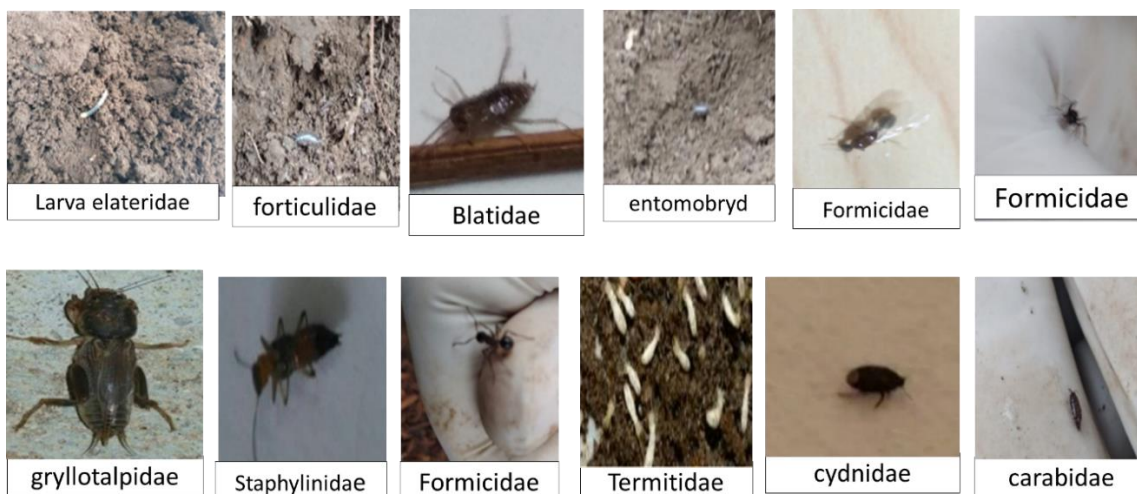 Larva elateridae
forticulidae
Blatidae
entomobryd
Formicidae
Formicidae
gryllotalpidae
Staphylinidae
Formicidae
Termitidae
cydnidae
carabidae